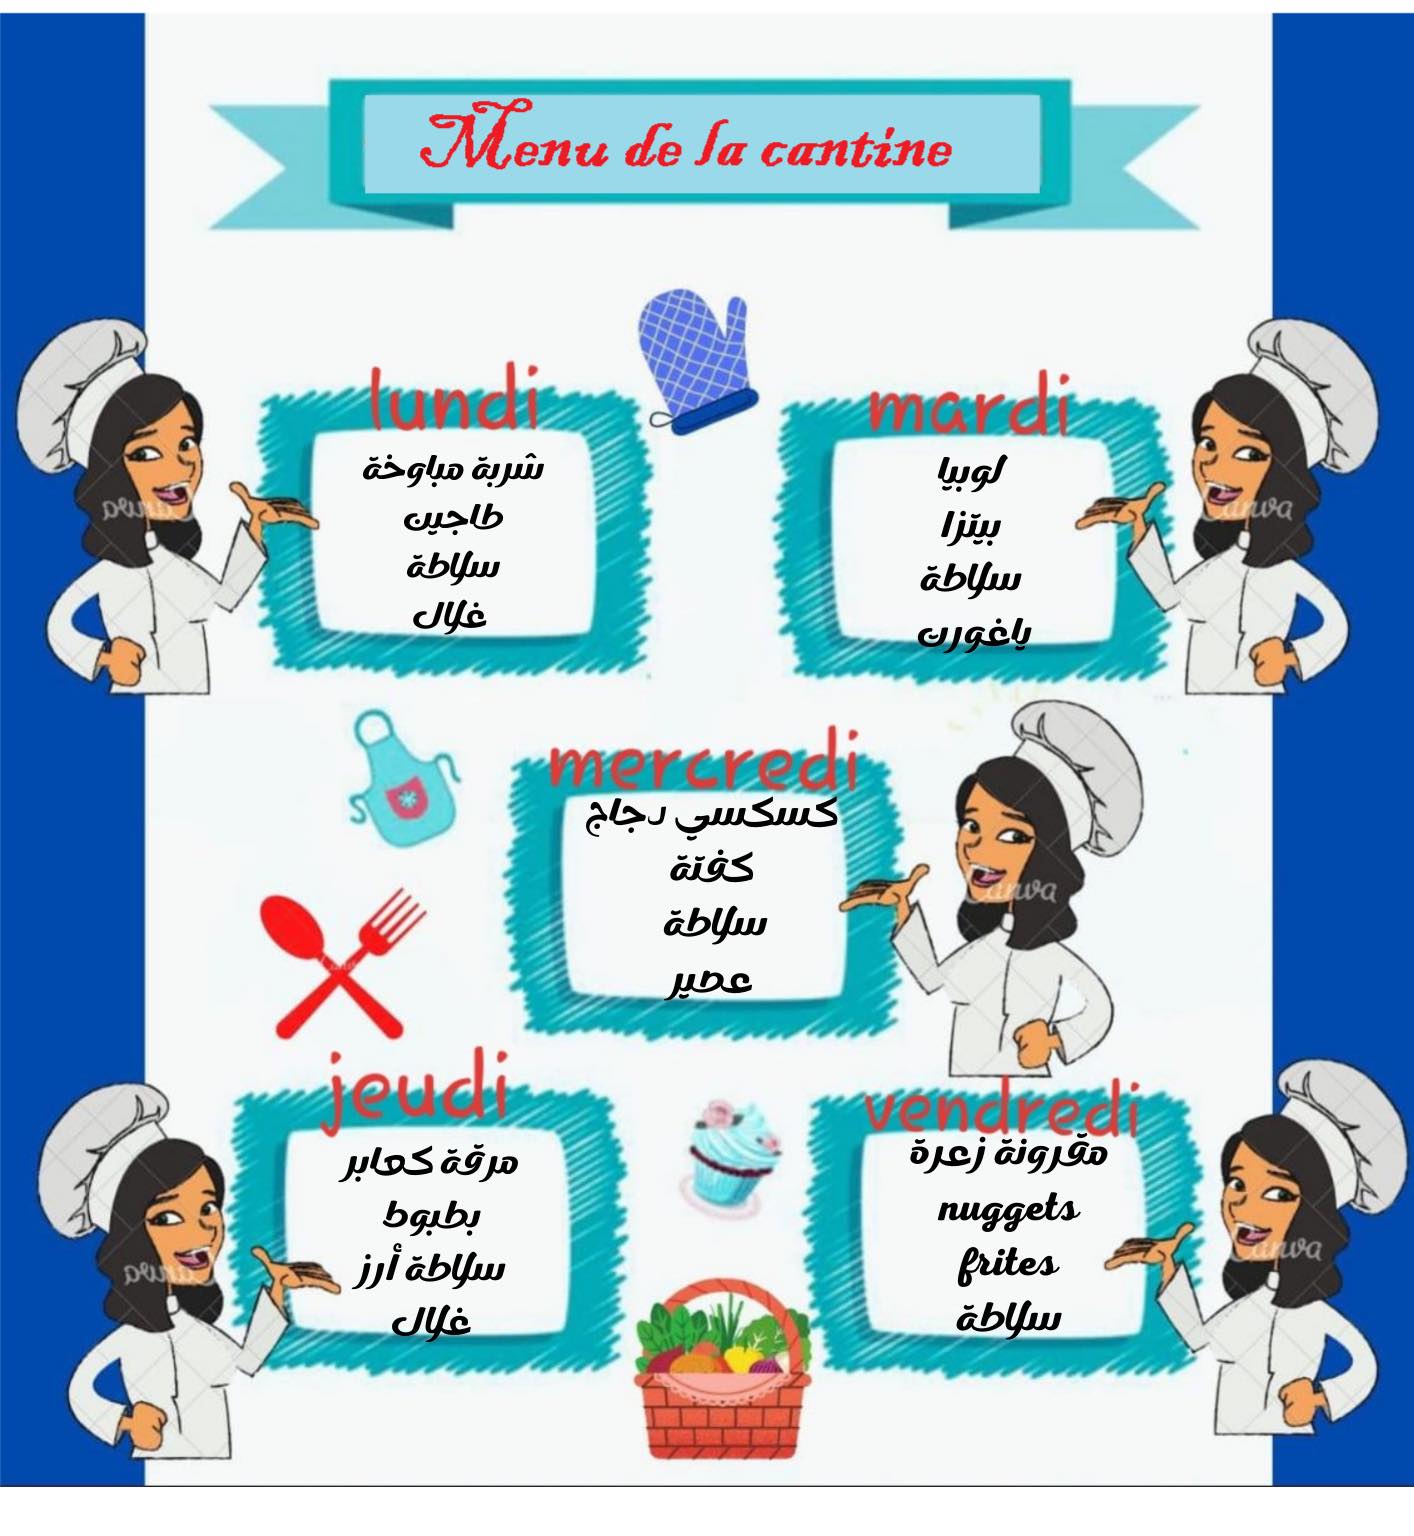 Menu de la cantine
lundi
شربة مباوخة
طاجين
سلاطة
غلال
mardi
لوبيا
بيتزا
سلاطة
ياغورت
mercredi
كسكسي دجاج
كفتة
سلاطة
عصير
jeudi
مرقة كعابر
بطبوط
سلاطة أرز
غلال
vendredi
مقرونة زعرة
nuggets
frites
سلاطة
Canva
Canva
Canva
Canva
Canva